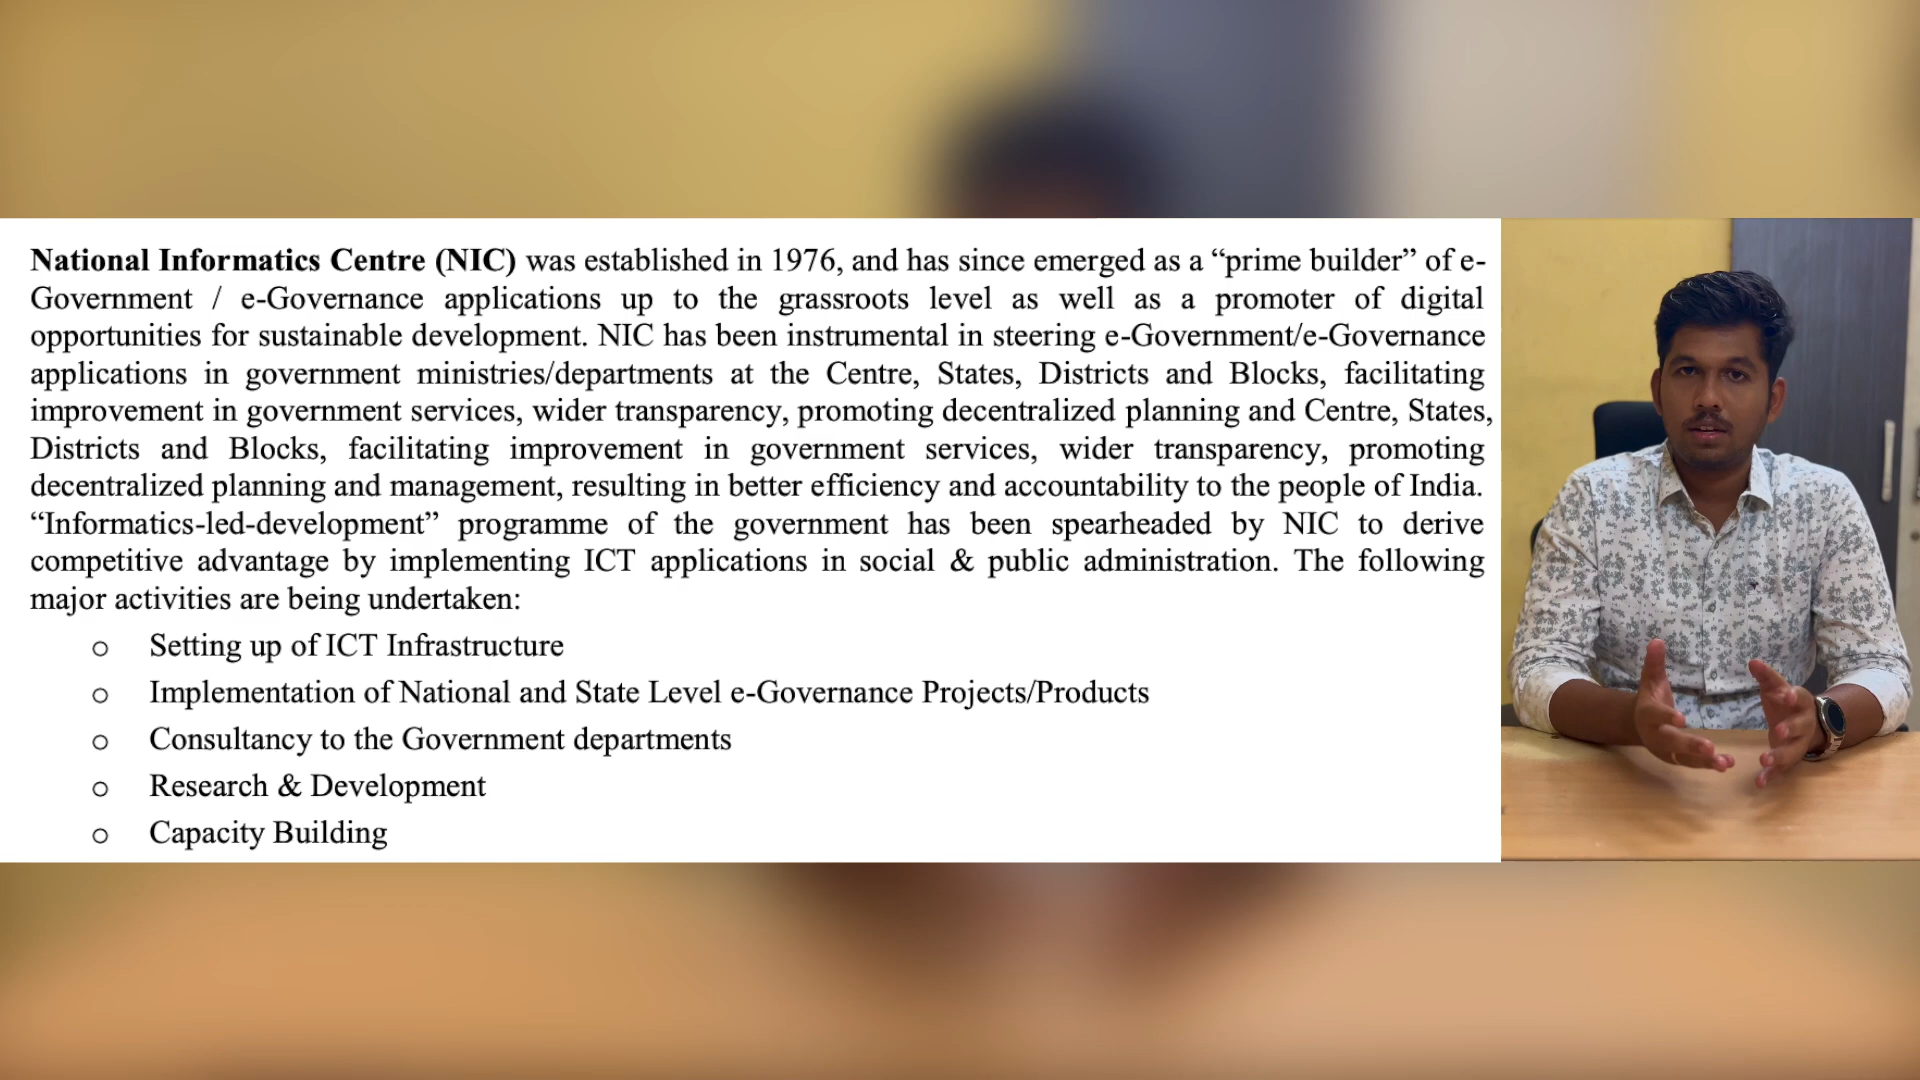 National Informatics Centre (NIC) was established in 1976, and has since emerged as a “prime builder” of e-
Government / e-Governance applications up to the grassroots level as well as a promoter of digital
opportunities for sustainable development. NIC has been instrumental in steering e-Government/e-Governance
applications in government ministries/departments at the Centre, States, Districts and Blocks, facilitating
improvement in government services, wider transparency, promoting decentralized planning and Centre, States,
Districts and Blocks, facilitating improvement in government services, wider transparency, promoting
decentralized planning and management, resulting in better efficiency and accountability to the people of India.
“Informatics-led-development” programme of the government has been spearheaded by NIC to derive
competitive advantage by implementing ICT applications in social & public administration. The following
major activities are being undertaken:
o Setting up of ICT Infrastructure
o Implementation of National and State Level e-Governance Projects/Products
o Consultancy to the Government departments
o Research & Development
o Capacity Building